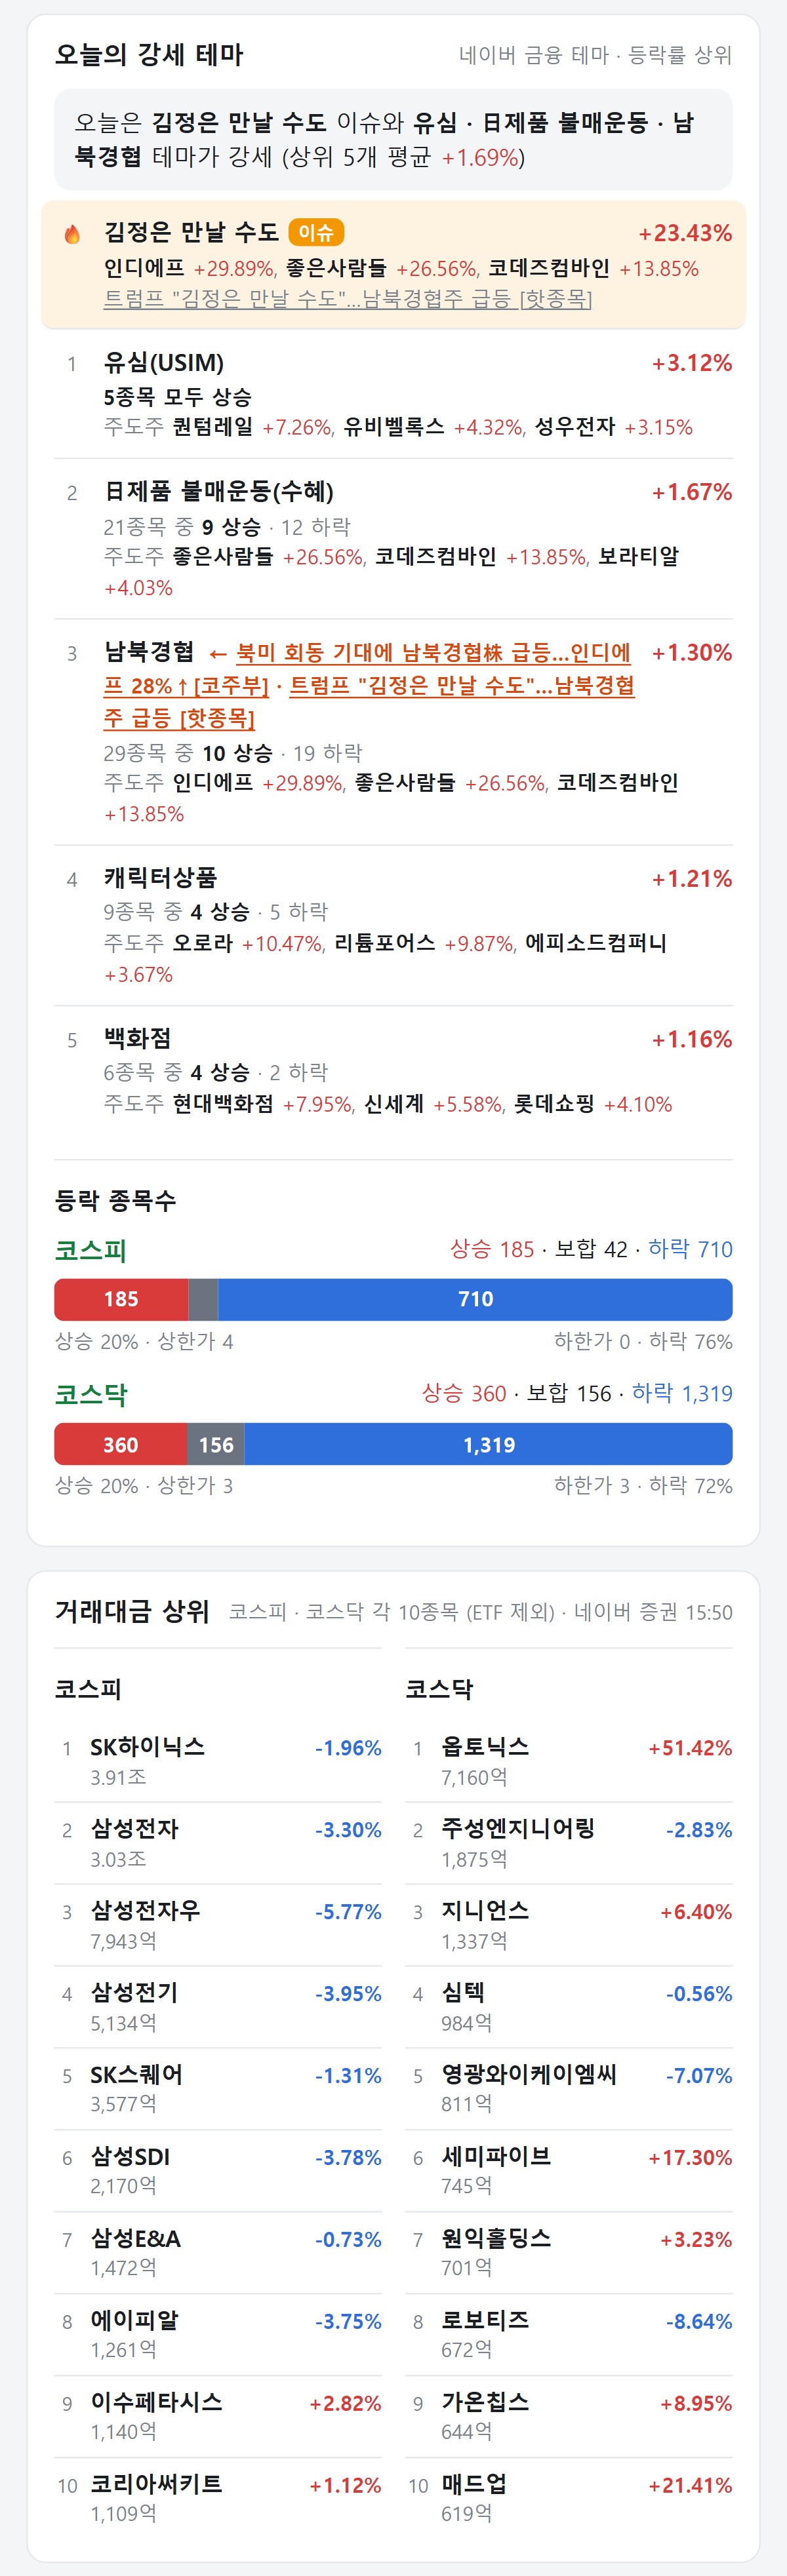 오늘의 강세 테마
네이버 금융 테마 · 등락률 상위
오늘은 김정은 만날 수도 이슈와 유심 · 日제품 불매운동 · 남
북경협 테마가 강세 (상위 5개 평균 +1.69%)
김정은 만날 수도 이슈 +23.43%
인디에프 +29.89%, 좋은사람들 +26.56%, 코데즈컴바인 +13.85%
트럼프 "김정은 만날 수도"…남북경협주 급등 [핫종목]
1 유심(USIM) +3.12%
5종목 모두 상승
주도주 퀀텀레일 +7.26%, 유비벨록스 +4.32%, 성우전자 +3.15%
2 日제품 불매운동(수혜) +1.67%
21종목 중 9 상승 · 12 하락
주도주 좋은사람들 +26.56%, 코데즈컴바인 +13.85%, 보라티알
+4.03%
3 남북경협 ← 북미 회동 기대에 남북경협株 급등…인디에 +1.30%
프 28%↑[코주부] · 트럼프 "김정은 만날 수도"…남북경협
주 급등 [핫종목]
29종목 중 10 상승 · 19 하락
주도주 인디에프 +29.89%, 좋은사람들 +26.56%, 코데즈컴바인
+13.85%
4 캐릭터상품 +1.21%
9종목 중 4 상승 · 5 하락
주도주 오로라 +10.47%, 리튬포어스 +9.87%, 에피소드컴퍼니
+3.67%
5 백화점 +1.16%
6종목 중 4 상승 · 2 하락
주도주 현대백화점 +7.95%, 신세계 +5.58%, 롯데쇼핑 +4.10%
등락 종목수
코스피 상승 185 · 보합 42 · 하락 710
185 710
상승 20% · 상한가 4 하한가 0 · 하락 76%
코스닥 상승 360 · 보합 156 · 하락 1,319
360 156 1,319
상승 20% · 상한가 3 하한가 3 · 하락 72%
거래대금 상위 코스피 · 코스닥 각 10종목 (ETF 제외) · 네이버 증권 15:50
코스피
1 SK하이닉스 -1.96%
3.91조
2 삼성전자 -3.30%
3.03조
3 삼성전자우 -5.77%
7,943억
4 삼성전기 -3.95%
5,134억
5 SK스퀘어 -1.31%
3,577억
6 삼성SDI -3.78%
2,170억
7 삼성E&A -0.73%
1,472억
8 에이피알 -3.75%
1,261억
9 이수페타시스 +2.82%
1,140억
10 코리아써키트 +1.12%
1,109억
코스닥
1 옵토닉스 +51.42%
7,160억
2 주성엔지니어링 -2.83%
1,875억
3 지니언스 +6.40%
1,337억
4 심텍 -0.56%
984억
5 영광와이케이엠씨 -7.07%
811억
6 세미파이브 +17.30%
745억
7 원익홀딩스 +3.23%
701억
8 로보티즈 -8.64%
672억
9 가온칩스 +8.95%
644억
10 매드업 +21.41%
619억